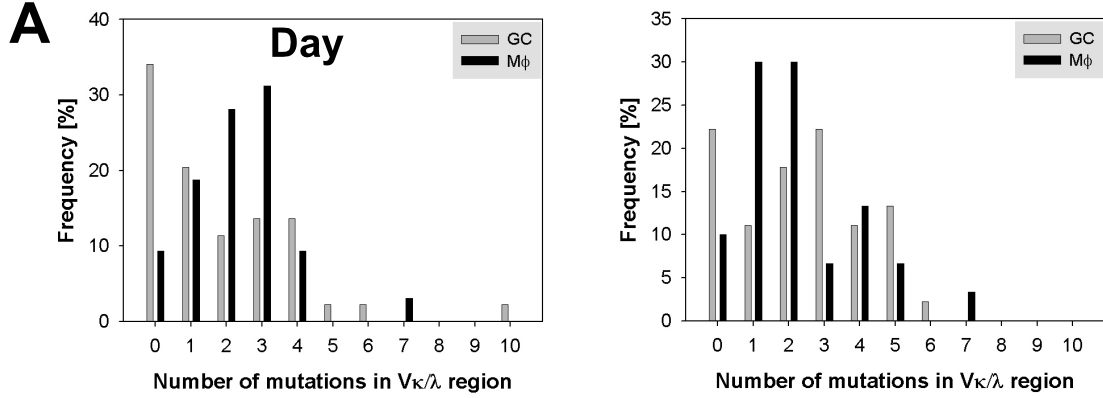 A
Day
GC
Mϕ
Frequency [%]
40
30
20
10
0
0 1 2 3 4 5 6 7 8 9 10
Number of mutations in Vκ/λ region
GC
Mϕ
Frequency [%]
35
30
25
20
15
10
5
0
0 1 2 3 4 5 6 7 8 9 10
Number of mutations in Vκ/λ region